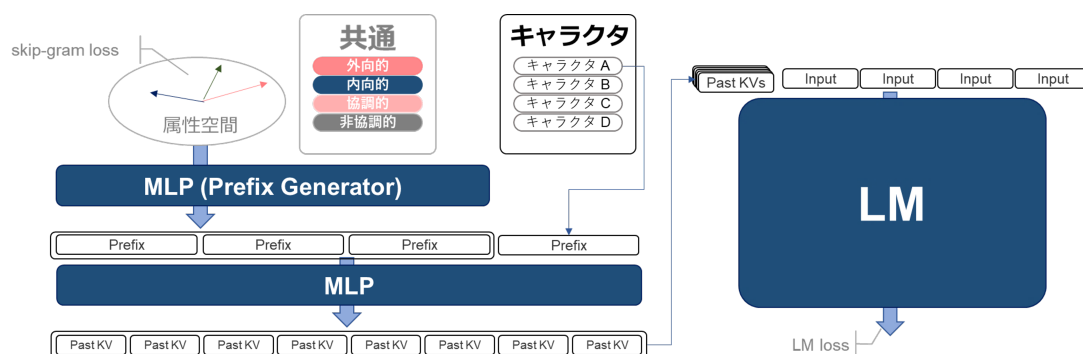 skip-gram loss
属性空間
共通
外向的
内向的
協調的
非協調的
キャラクタ
キャラクタ A
キャラクタ B
キャラクタ C
キャラクタ D
MLP (Prefix Generator)
Prefix
Prefix
Prefix
Prefix
MLP
Past KV
Past KV
Past KV
Past KV
Past KV
Past KV
Past KV
Past KV
Past KVs
Input
Input
Input
Input
LM
LM loss